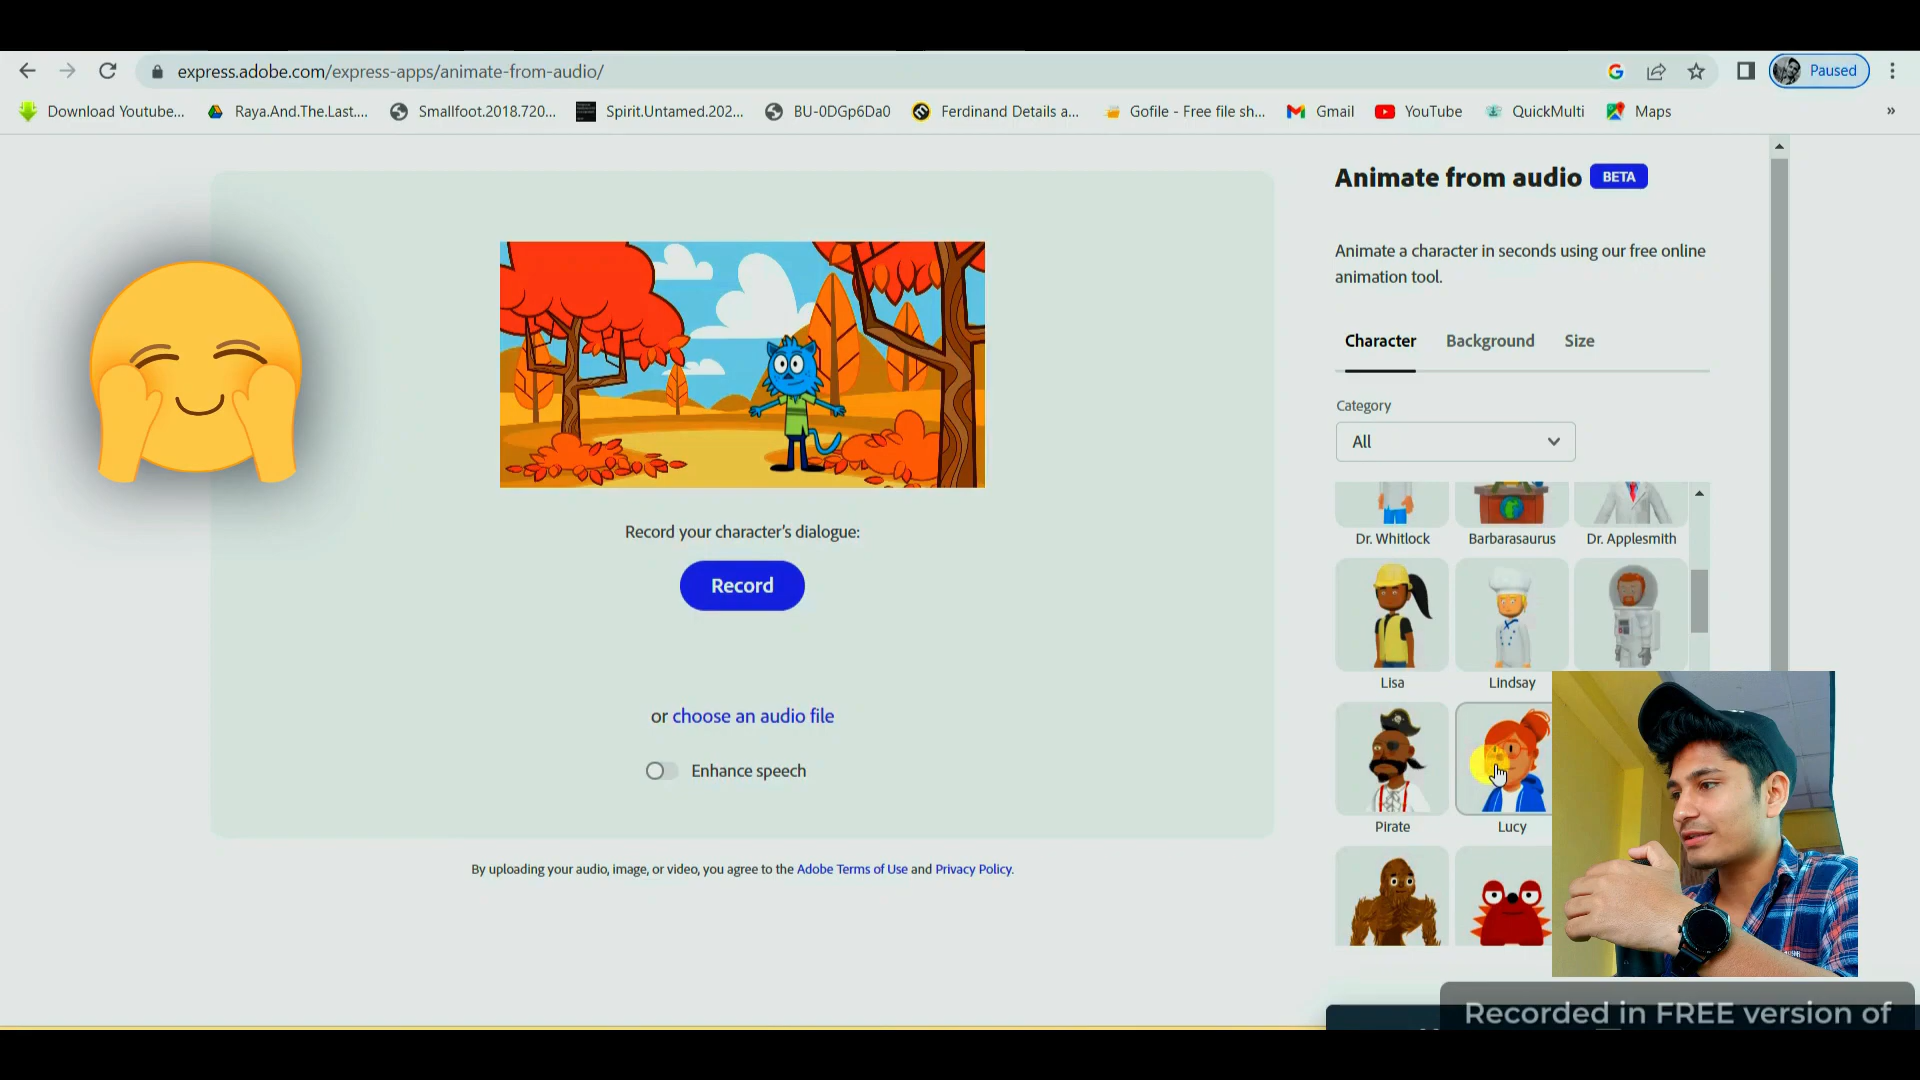 express.adobe.com/express-apps/animate-from-audio/
Paused
Download Youtube...
Raya.And.The.Last....
Smallfoot.2018.720...
Spirit.Untamed.202...
BU-0DGp6Da0
Ferdinand Details a...
Gofile - Free file sh...
Gmail
YouTube
QuickMulti
Maps
»
Animate from audio
BETA
Animate a character in seconds using our free online
animation tool.
Character
Background
Size
Category
All
Dr. Whitlock
Barbarasaurus
Dr. Applesmith
Lisa
Lindsay
Pirate
Lucy
Record your character's dialogue:
Record
or choose an audio file
Enhance speech
By uploading your audio, image, or video, you agree to the Adobe Terms of Use and Privacy Policy.
Recorded in FREE version of